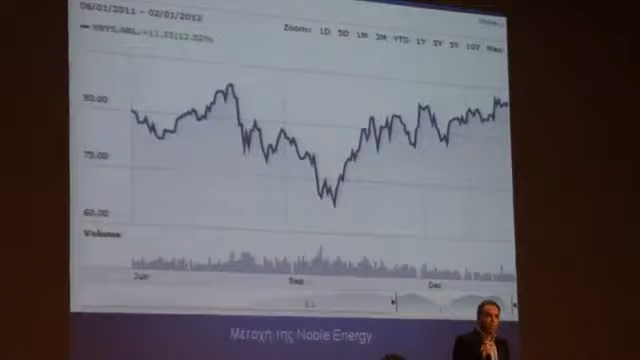 06/01/2011 - 02/01/2012
Zoom: 1D 5D 1M 3M YTD 1Y 3Y 5Y 10Y Max
90.00
75.00
60.00
Volume
Jun Sep Dec
Μετοχή της Noble Energy